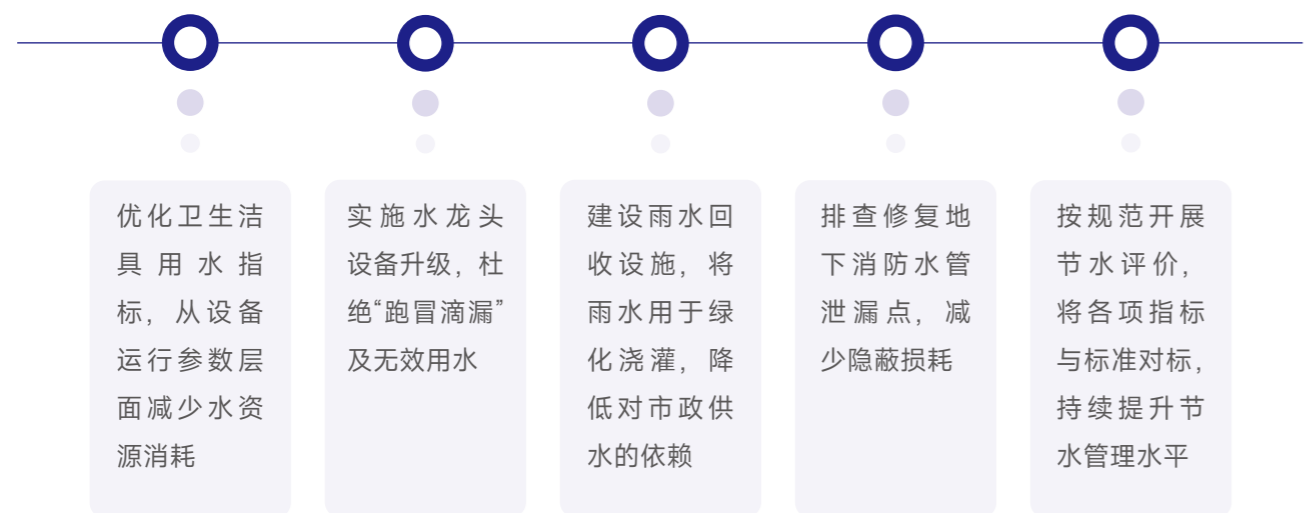 优化卫生洁
具用水指
标，从设备
运行参数层
面减少水资
源消耗
实施水龙头
设备升级，杜
绝“跑冒滴漏”
及无效用水
建设雨水回
收设施，将
雨水用于绿
化浇灌，降
低对市政供
水的依赖
排查修复地
下消防水管
泄漏点，减
少隐蔽损耗
按规范开展
节水评价，
将各项指标
与标准对标，
持续提升节
水管理水平